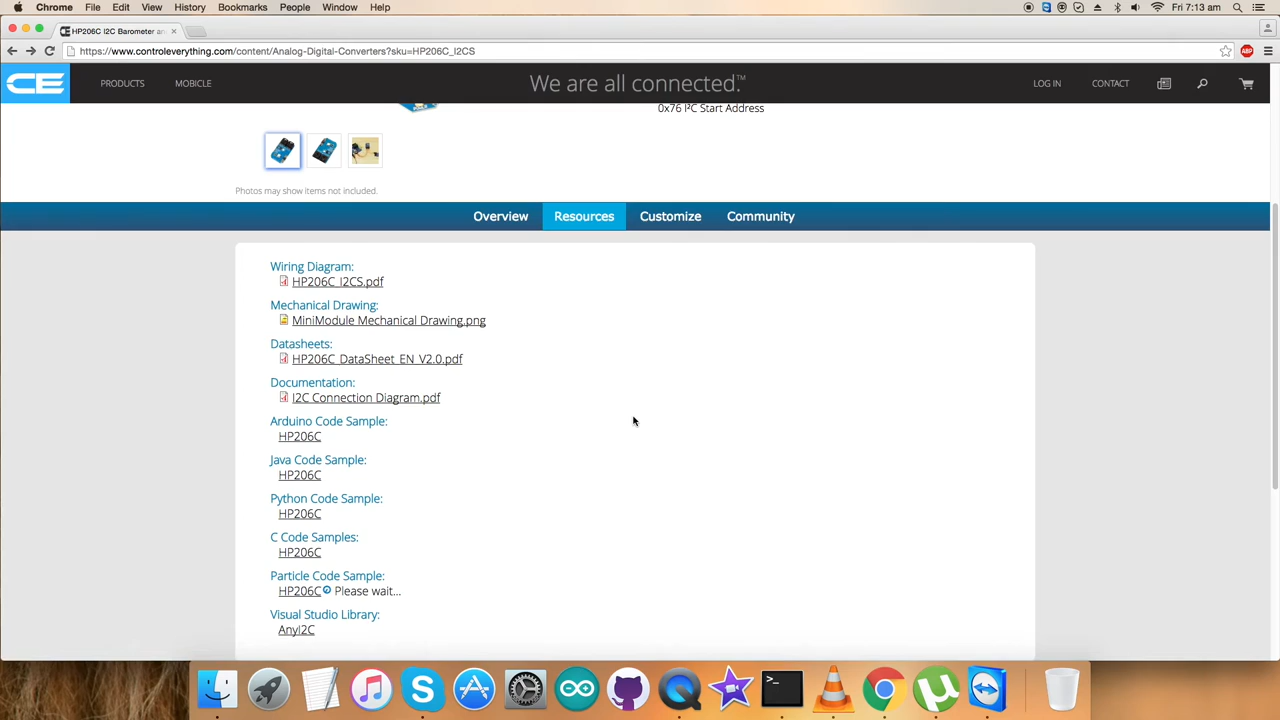 Chrome File Edit View History Bookmarks People Window Help Fri 7:13 am
HP206C I2C Barometer an
https://www.controleverything.com/content/Analog-Digital-Converters?sku=HP206C_I2CS
ABP
CE PRODUCTS MOBICLE We are all connected.™ LOG IN CONTACT
0x76 I²C Start Address
Photos may show items not included.
Overview Resources Customize Community
Wiring Diagram:
HP206C_I2CS.pdf
Mechanical Drawing:
MiniModule Mechanical Drawing.png
Datasheets:
HP206C_DataSheet_EN_V2.0.pdf
Documentation:
I2C Connection Diagram.pdf
Arduino Code Sample:
HP206C
Java Code Sample:
HP206C
Python Code Sample:
HP206C
C Code Samples:
HP206C
Particle Code Sample:
HP206C Please wait...
Visual Studio Library:
AnyI2C